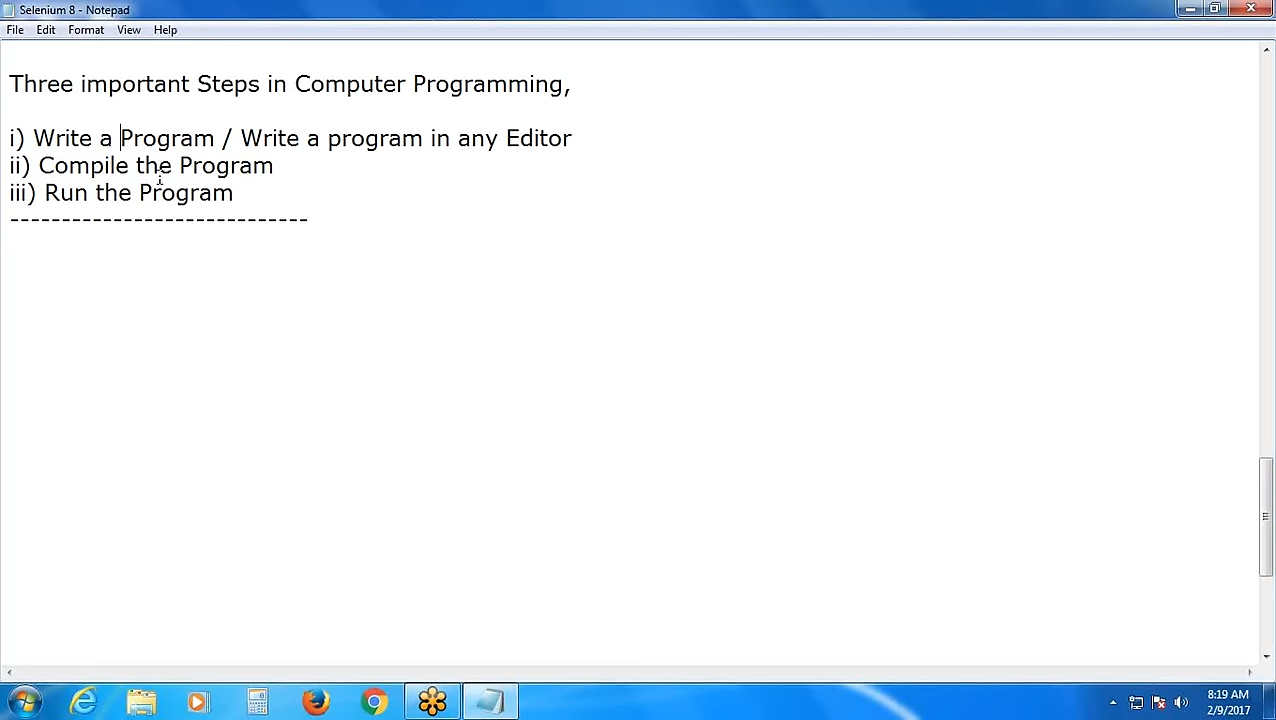 Selenium 8 - Notepad
File Edit Format View Help
Three important Steps in Computer Programming,
i) Write a Program / Write a program in any Editor
ii) Compile the Program
iii) Run the Program
----------------------------
8:19 AM
2/9/2017